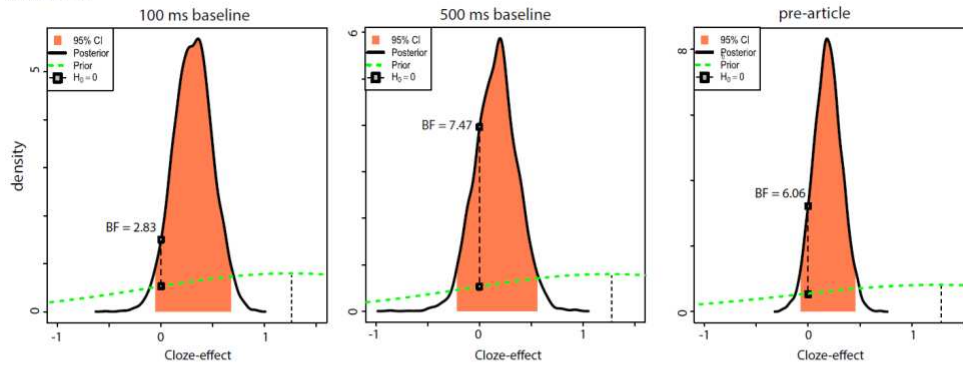 100 ms baseline
5
0
density
95% CI
Posterior
Prior
H₀ = 0
BF = 2.83
-1
0
1
Cloze-effect
500 ms baseline
6
0
95% CI
Posterior
Prior
H₀ = 0
BF = 7.47
-1
0
1
Cloze-effect
pre-article
8
0
95% CI
Posterior
Prior
H₀ = 0
BF = 6.06
-1
0
1
Cloze-effect